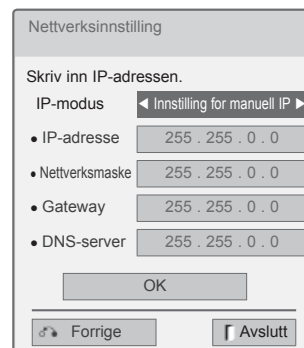 Nettverksinnstilling
Skriv inn IP-adressen.
IP-modus ◀ Innstilling for manuell IP ▶
• IP-adresse 255 . 255 . 0 . 0
• Nettverksmaske 255 . 255 . 0 . 0
• Gateway 255 . 255 . 0 . 0
• DNS-server 255 . 255 . 0 . 0
OK
Forrige Avslutt